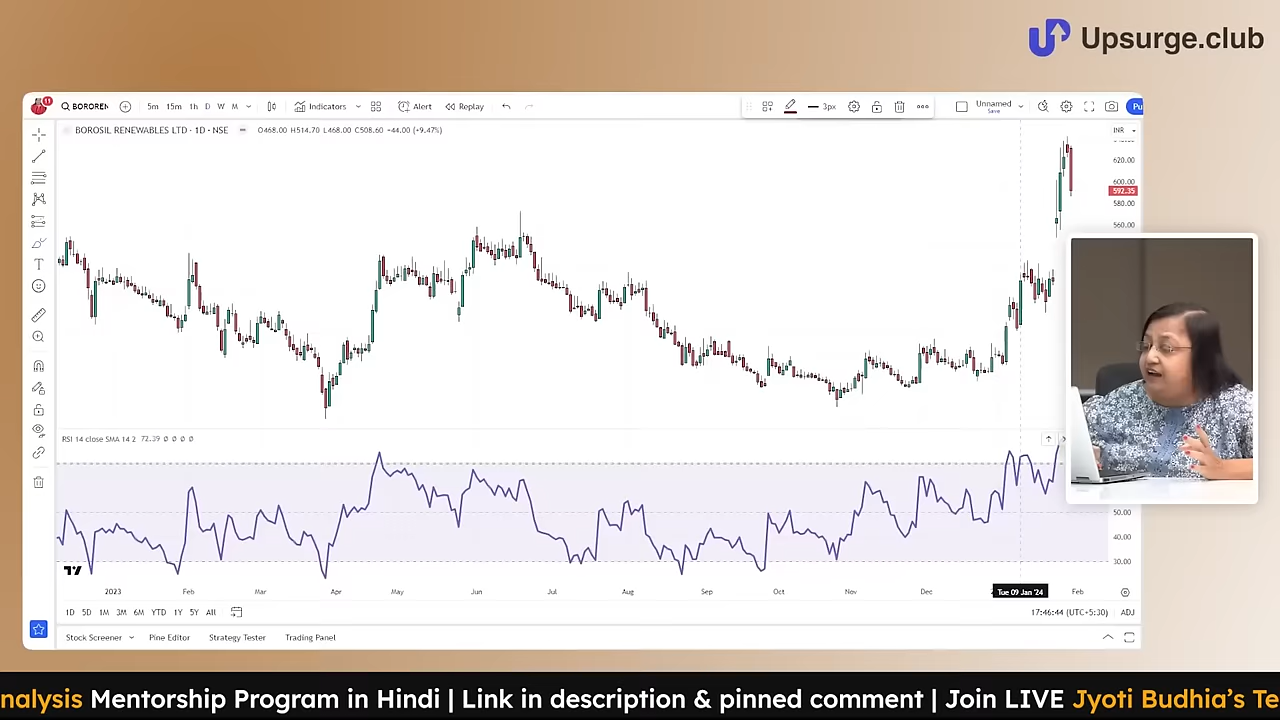 Upsurge.club
11
BOROREN
5m 15m 1h D W M
Indicators
Alert
Replay
3px
Unnamed
Save
BOROSIL RENEWABLES LTD · 1D · NSE
O468.00 H514.70 L468.00 C508.60 +44.00 (+9.47%)
INR
620.00
600.00
592.35
580.00
560.00
RSI 14 close SMA 14 2 72.39 ∅ ∅ ∅ ∅
50.00
40.00
30.00
2023 Feb Mar Apr May Jun Jul Aug Sep Oct Nov Dec Tue 09 Jan '24 Feb
1D 5D 1M 3M 6M YTD 1Y 5Y All
17:46:44 (UTC+5:30) ADJ
Stock Screener Pine Editor Strategy Tester Trading Panel
Mentorship Program in Hindi | Link in description & pinned comment | Join LIVE Jyoti Budhia's